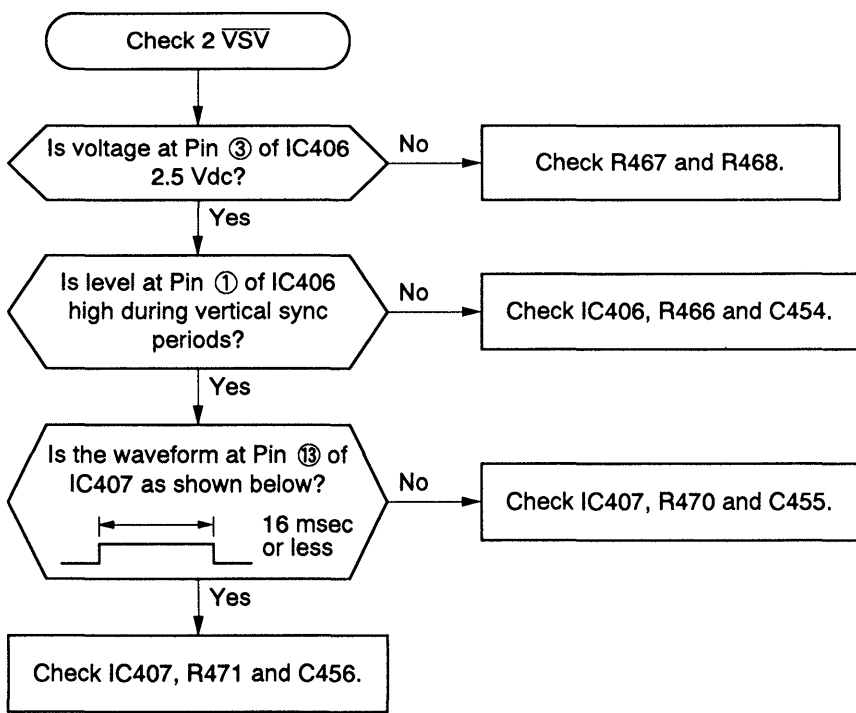 Check 2 V̅S̅V̅
Is voltage at Pin ③ of IC406
2.5 Vdc?
No
Check R467 and R468.
Yes
Is level at Pin ① of IC406
high during vertical sync
periods?
No
Check IC406, R466 and C454.
Yes
Is the waveform at Pin ⑬ of
IC407 as shown below?
16 msec
or less
No
Check IC407, R470 and C455.
Yes
Check IC407, R471 and C456.